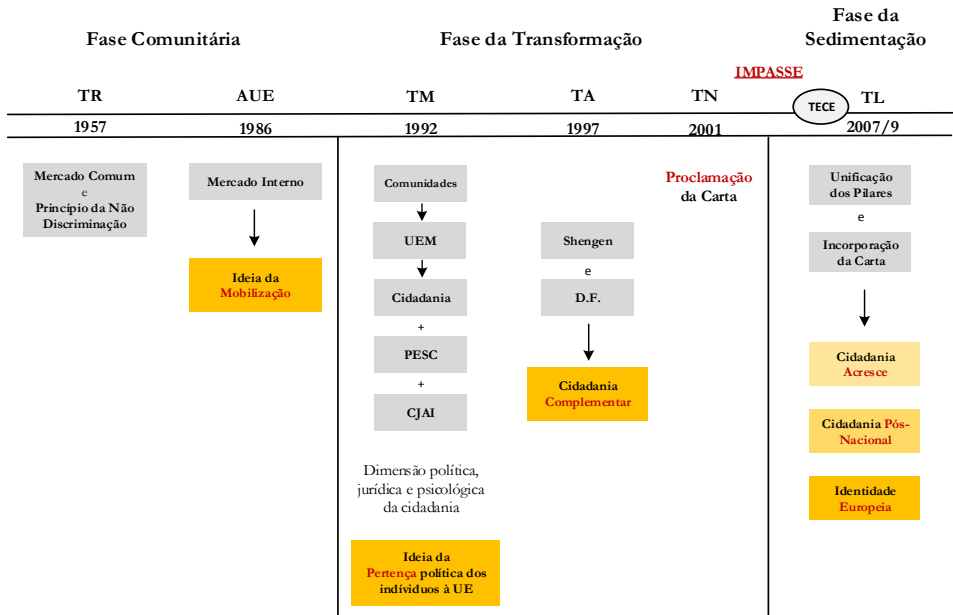 Fase Comunitária
Fase da Transformação
Fase da
Sedimentação
IMPASSE
TR
AUE
TM
TA
TN
TECE
TL
1957
1986
1992
1997
2001
2007/9
Mercado Comum
e
Princípio da Não
Discriminação
Mercado Interno
Ideia da
Mobilização
Comunidades
UEM
Cidadania
+
PESC
+
CJAI
Dimensão política,
jurídica e psicológica
da cidadania
Ideia da
Pertença política dos
indivíduos à UE
Shengen
e
D.F.
Cidadania
Complementar
Proclamação
da Carta
Unificação
dos Pilares
e
Incorporação
da Carta
Cidadania
Acresce
Cidadania Pós-
Nacional
Identidade
Europeia